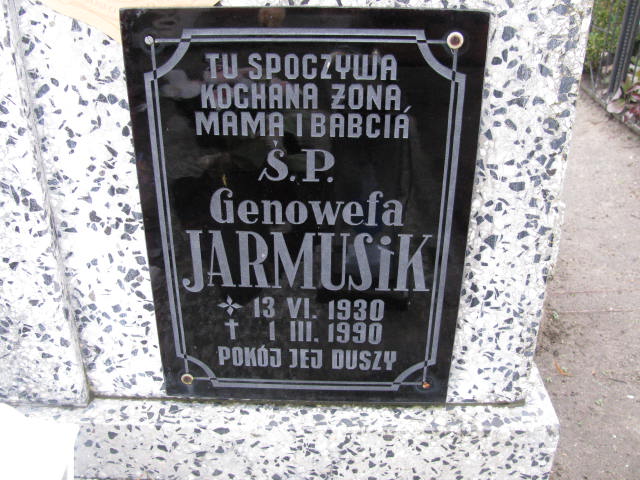 TU SPOCZYWA
KOCHANA ŻONA,
MAMA I BABCIA
Ś.P.
Genowefa
JARMUSiK
13 VI. 1930
† 1 III. 1990
POKÓJ JEJ DUSZY